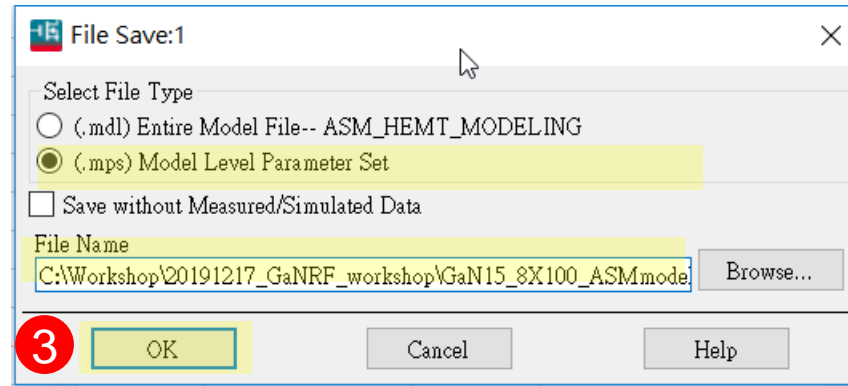 File Save:1
Select File Type
(.mdl) Entire Model File-- ASM_HEMT_MODELING
(.mps) Model Level Parameter Set
Save without Measured/Simulated Data
File Name
C:\Workshop\20191217_GaNRF_workshop\GaN15_8X100_ASMmode
Browse...
3 OK Cancel Help